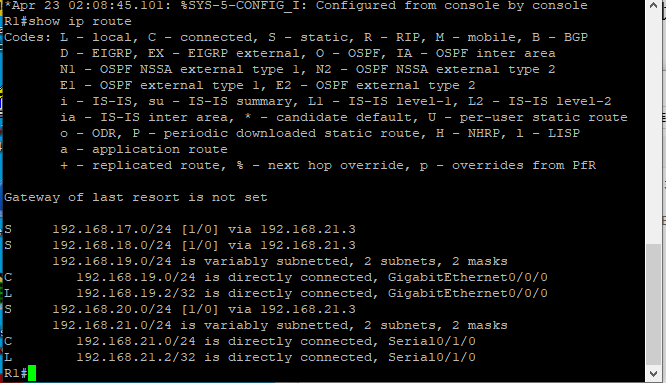 *Apr 23 02:08:45.101: %SYS-5-CONFIG_I: Configured from console by console
R1#show ip route
Codes: L - local, C - connected, S - static, R - RIP, M - mobile, B - BGP
       D - EIGRP, EX - EIGRP external, O - OSPF, IA - OSPF inter area
       N1 - OSPF NSSA external type 1, N2 - OSPF NSSA external type 2
       E1 - OSPF external type 1, E2 - OSPF external type 2
       i - IS-IS, su - IS-IS summary, L1 - IS-IS level-1, L2 - IS-IS level-2
       ia - IS-IS inter area, * - candidate default, U - per-user static route
       o - ODR, P - periodic downloaded static route, H - NHRP, l - LISP
       a - application route
       + - replicated route, % - next hop override, p - overrides from PfR
Gateway of last resort is not set
S     192.168.17.0/24 [1/0] via 192.168.21.3
S     192.168.18.0/24 [1/0] via 192.168.21.3
      192.168.19.0/24 is variably subnetted, 2 subnets, 2 masks
C        192.168.19.0/24 is directly connected, GigabitEthernet0/0/0
L        192.168.19.2/32 is directly connected, GigabitEthernet0/0/0
S     192.168.20.0/24 [1/0] via 192.168.21.3
      192.168.21.0/24 is variably subnetted, 2 subnets, 2 masks
C        192.168.21.0/24 is directly connected, Serial0/1/0
L        192.168.21.2/32 is directly connected, Serial0/1/0
R1#